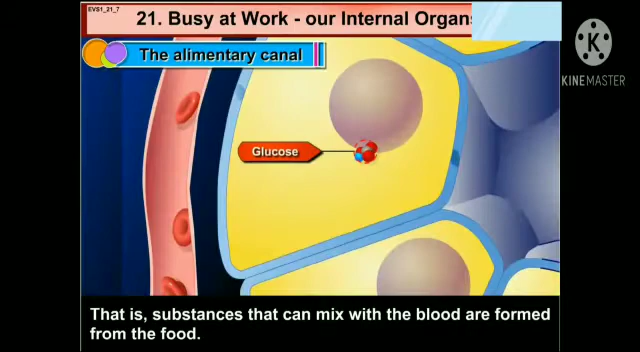 EVS1_21_7
21. Busy at Work - our Internal Organs
The alimentary canal
KINEMASTER
Glucose
That is, substances that can mix with the blood are formed
from the food.